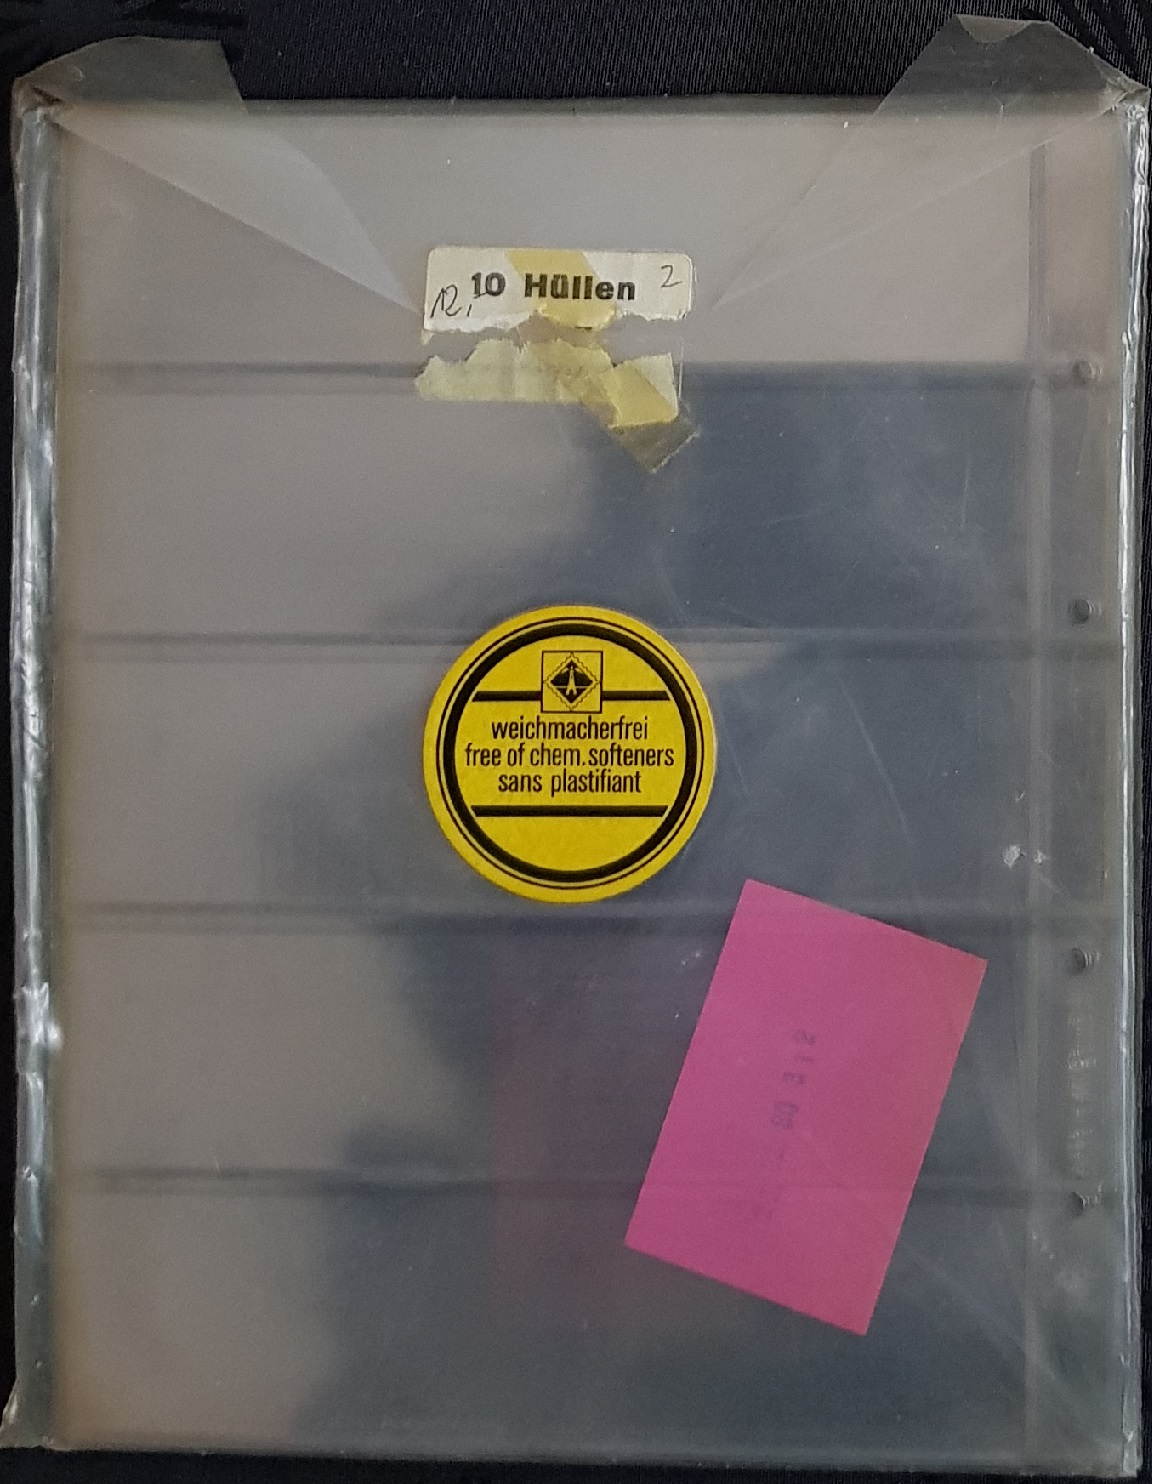 10 Hüllen 2
12,-
weichmacherfrei
free of chem.softeners
sans plastifiant